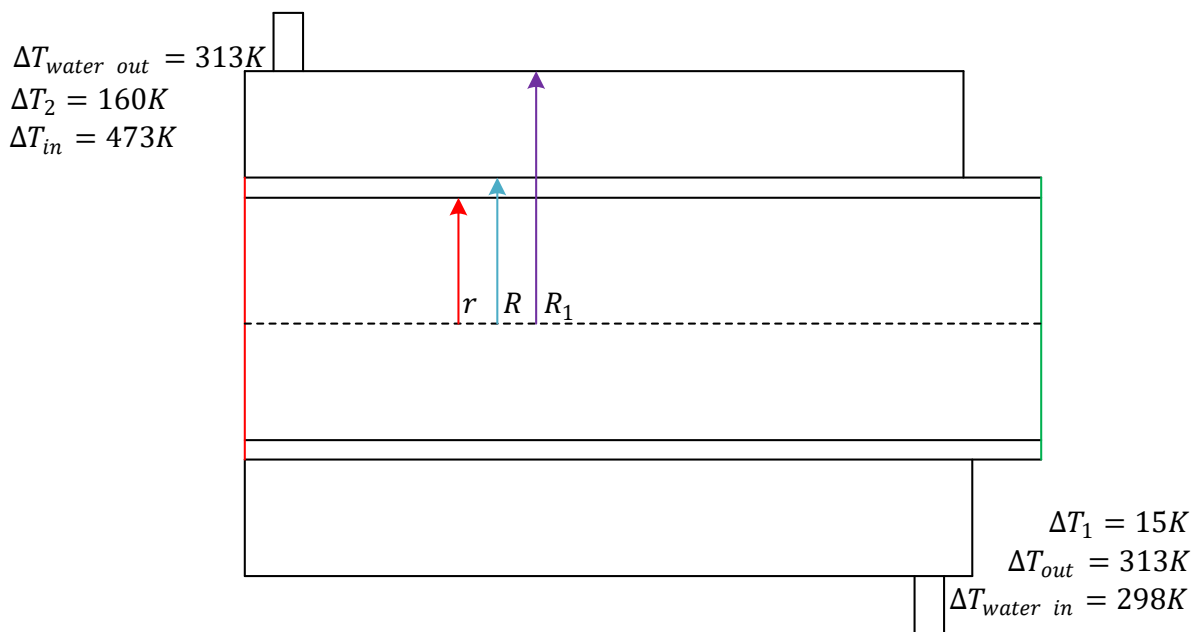 ΔT_water out = 313K
ΔT_2 = 160K
ΔT_in = 473K
r R R_1
ΔT_1 = 15K
ΔT_out = 313K
ΔT_water in = 298K